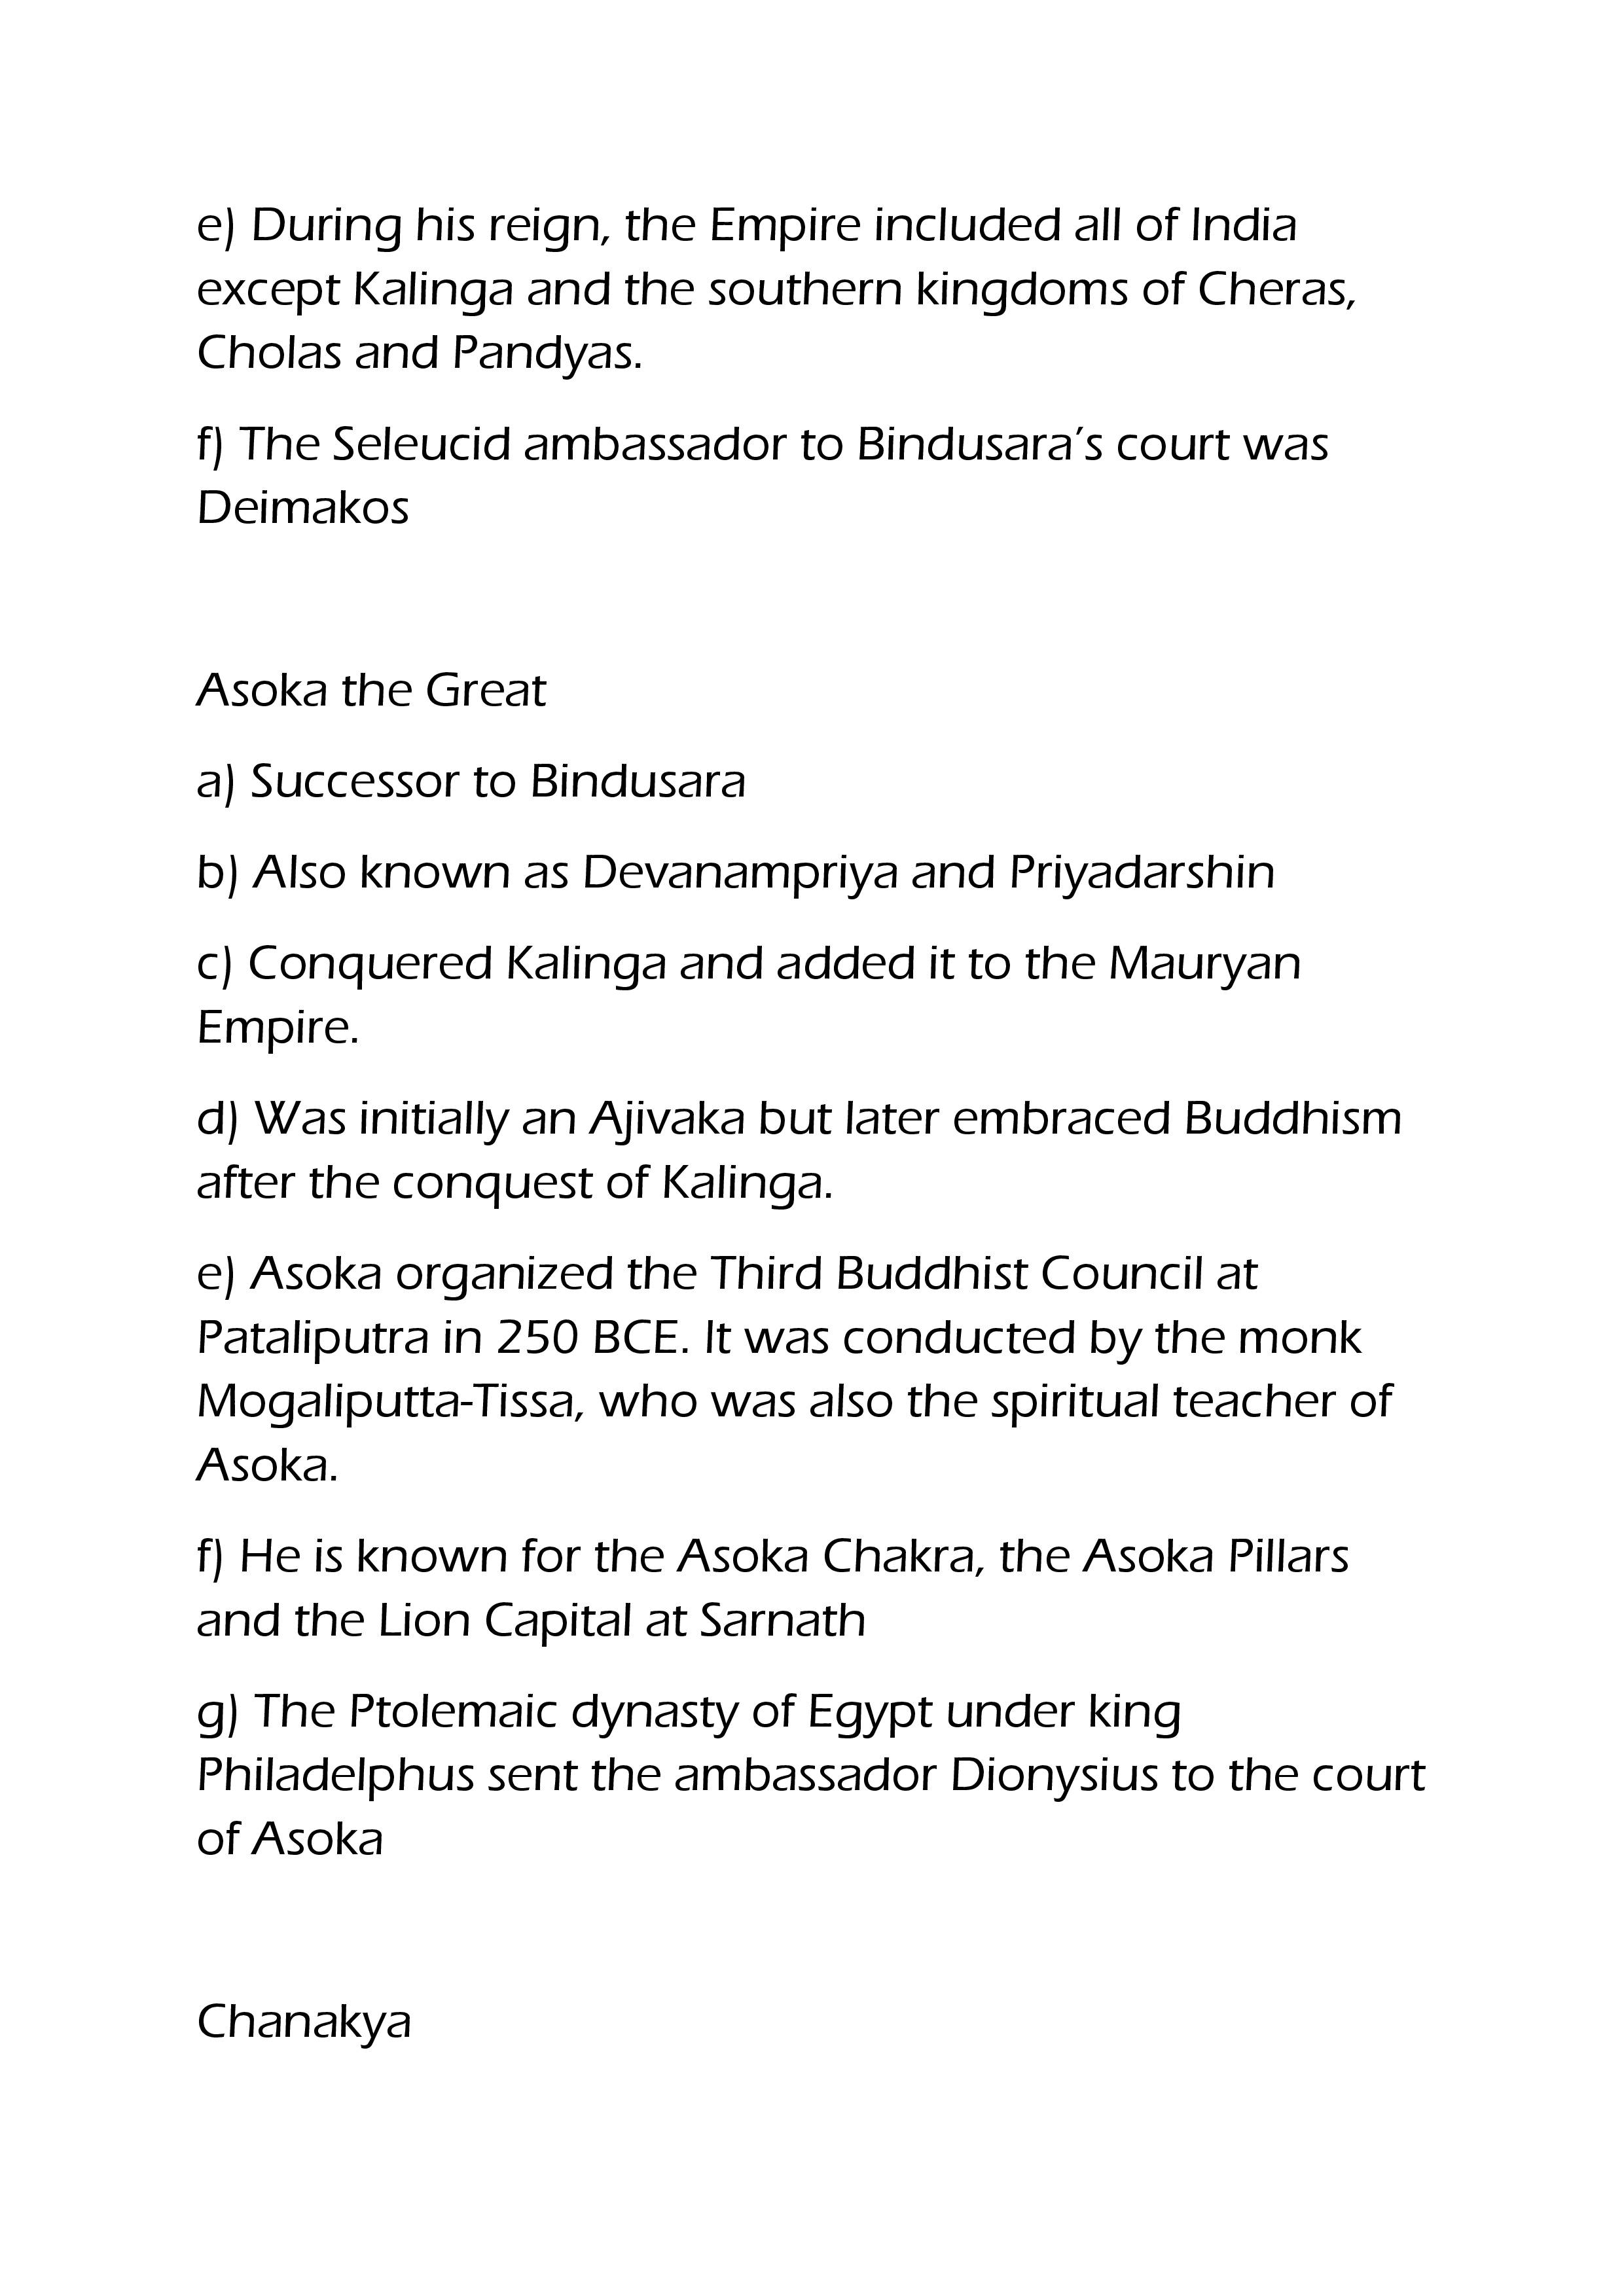 e) During his reign, the Empire included all of India
except Kalinga and the southern kingdoms of Cheras,
Cholas and Pandyas.
f) The Seleucid ambassador to Bindusara’s court was
Deimakos
Asoka the Great
a) Successor to Bindusara
b) Also known as Devanampriya and Priyadarshin
c) Conquered Kalinga and added it to the Mauryan
Empire.
d) Was initially an Ajivaka but later embraced Buddhism
after the conquest of Kalinga.
e) Asoka organized the Third Buddhist Council at
Pataliputra in 250 BCE. It was conducted by the monk
Mogaliputta-Tissa, who was also the spiritual teacher of
Asoka.
f) He is known for the Asoka Chakra, the Asoka Pillars
and the Lion Capital at Sarnath
g) The Ptolemaic dynasty of Egypt under king
Philadelphus sent the ambassador Dionysius to the court
of Asoka
Chanakya